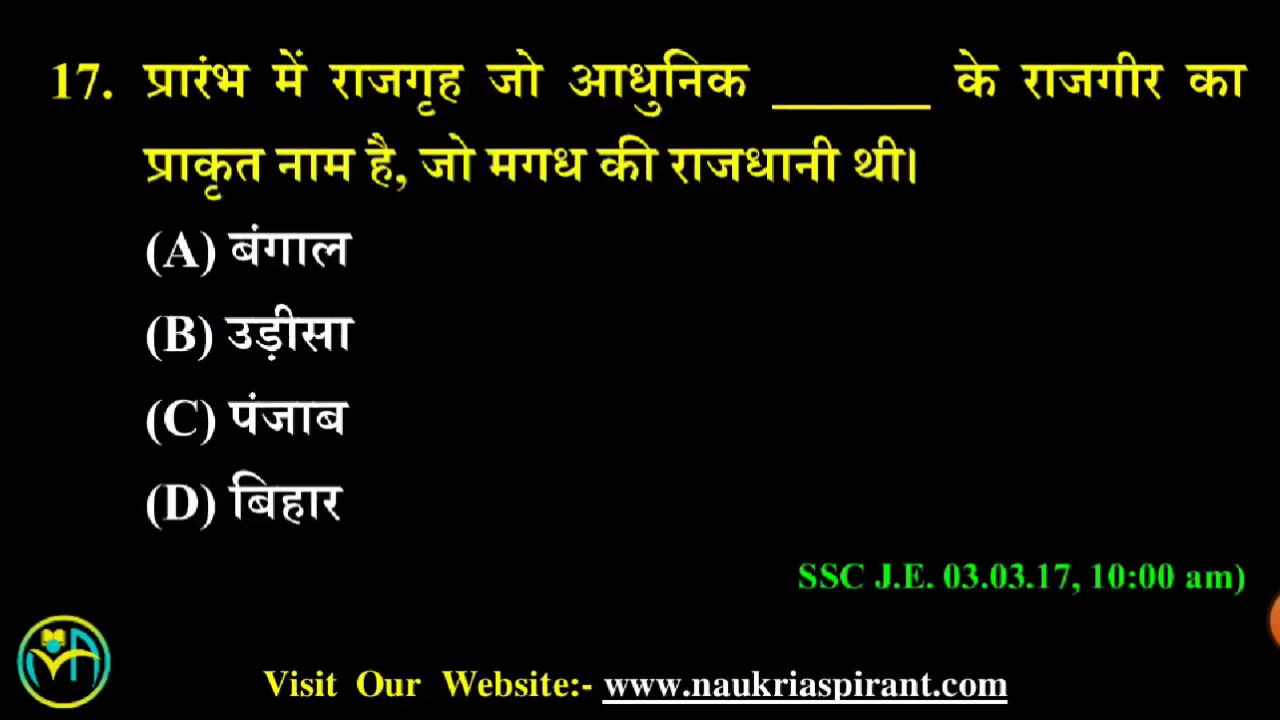 17. प्रारंभ में राजगृह जो आधुनिक ______ के राजगीर का
प्राकृत नाम है, जो मगध की राजधानी थी।
(A) बंगाल
(B) उड़ीसा
(C) पंजाब
(D) बिहार
SSC J.E. 03.03.17, 10:00 am)
Visit Our Website:- www.naukriaspirant.com